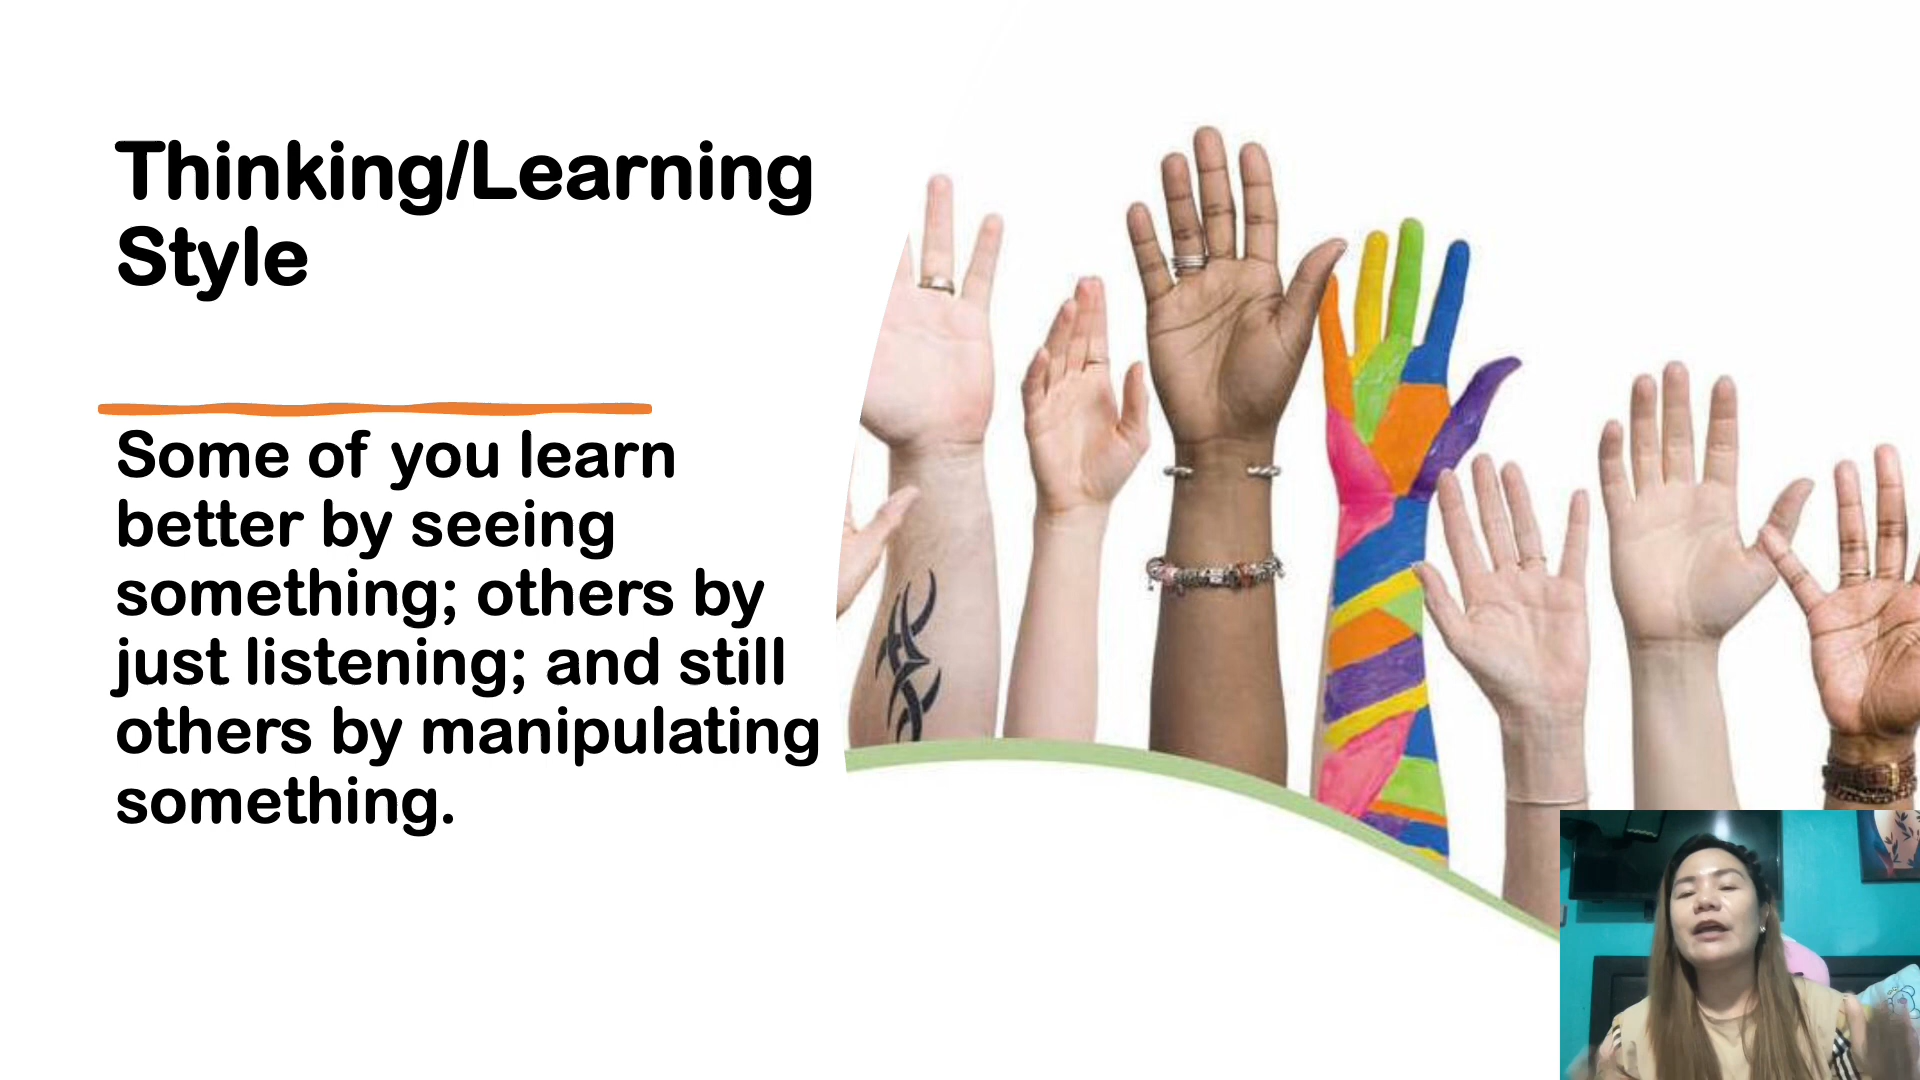 Thinking/Learning
Style
Some of you learn
better by seeing
something; others by
just listening; and still
others by manipulating
something.